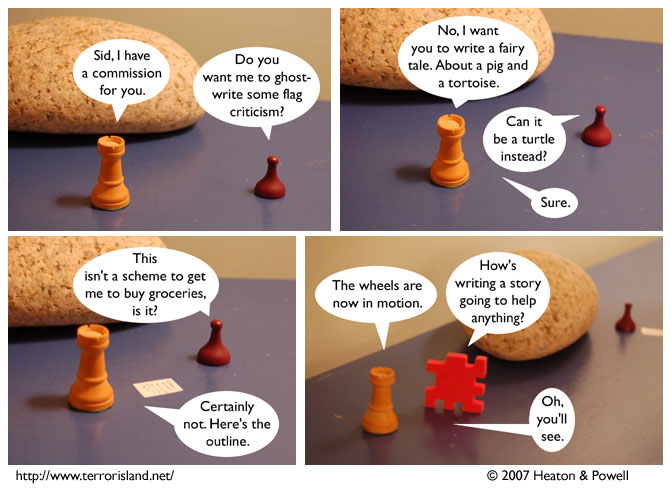 Sid, I have
a commission
for you.
Do you
want me to ghost-
write some flag
criticism?
No, I want
you to write a fairy
tale. About a pig and
a tortoise.
Can it
be a turtle
instead?
Sure.
This
isn't a scheme to get
me to buy groceries,
is it?
Certainly
not. Here's the
outline.
The wheels are
now in motion.
How's
writing a story
going to help
anything?
Oh,
you'll
see.
http://www.terrorisland.net/
© 2007 Heaton & Powell